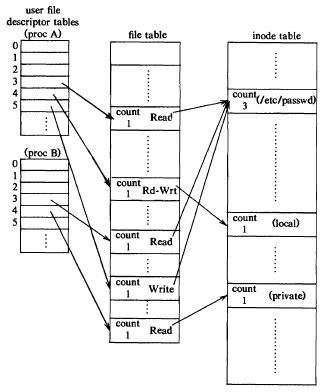 user file
descriptor tables
(proc A)
0
1
2
3
4
5
(proc B)
0
1
2
3
4
5
file table
count
1 Read
count
1 Rd-Wrt
count
1 Read
count
1 Write
count
1 Read
inode table
count
3 (/etc/passwd)
count
1 (local)
count
1 (private)